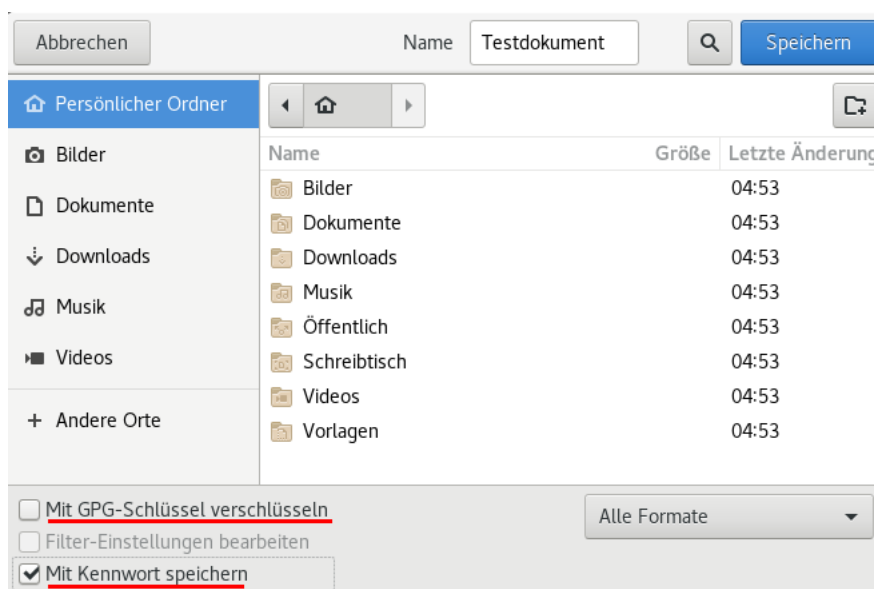 Abbrechen Name Testdokument Speichern
Persönlicher Ordner
Bilder
Dokumente
Downloads
Musik
Videos
Andere Orte
Name Größe Letzte Änderung
Bilder 04:53
Dokumente 04:53
Downloads 04:53
Musik 04:53
Öffentlich 04:53
Schreibtisch 04:53
Videos 04:53
Vorlagen 04:53
Mit GPG-Schlüssel verschlüsseln
Alle Formate
Filter-Einstellungen bearbeiten
Mit Kennwort speichern